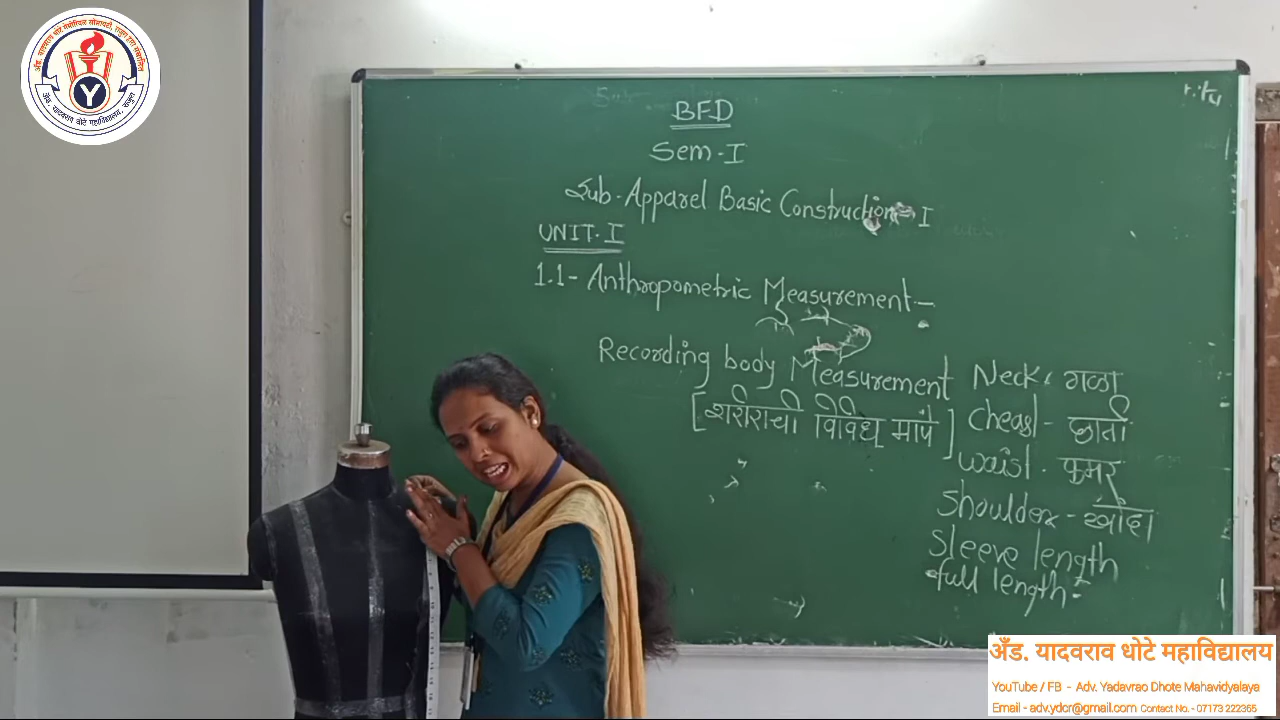 BFD
Sem-I
Sub-Apparel Basic Construction-I
UNIT-I
1.1- Anthropometric Measurement-
Recording body Measurement
[शरीराची विविध मापे]
Neck - गळा
Cheast - छाती
waist - कमर
Shoulder - खांदा
Sleeve length
full length-
Y
अँड. यादवराव धोटे महाविद्यालय
YouTube / FB - Adv. Yadavrao Dhote Mahavidyalaya
Email - adv.ydcr@gmail.com Contact No. - 07173 222365